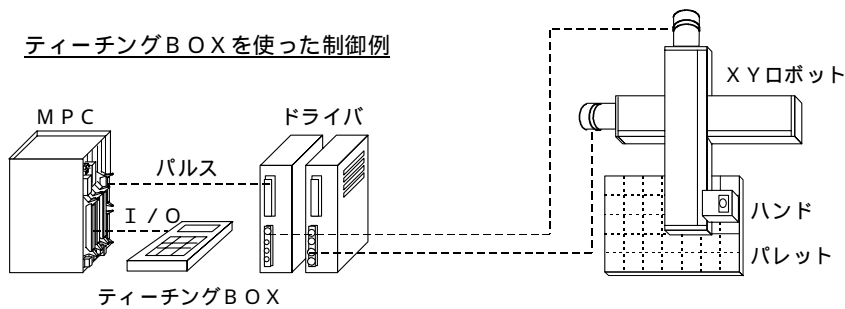 ティーチングＢＯＸを使った制御例
ＸＹロボット
ＭＰＣ
ドライバ
パルス
Ｉ／Ｏ
ハンド
パレット
ティーチングＢＯＸ